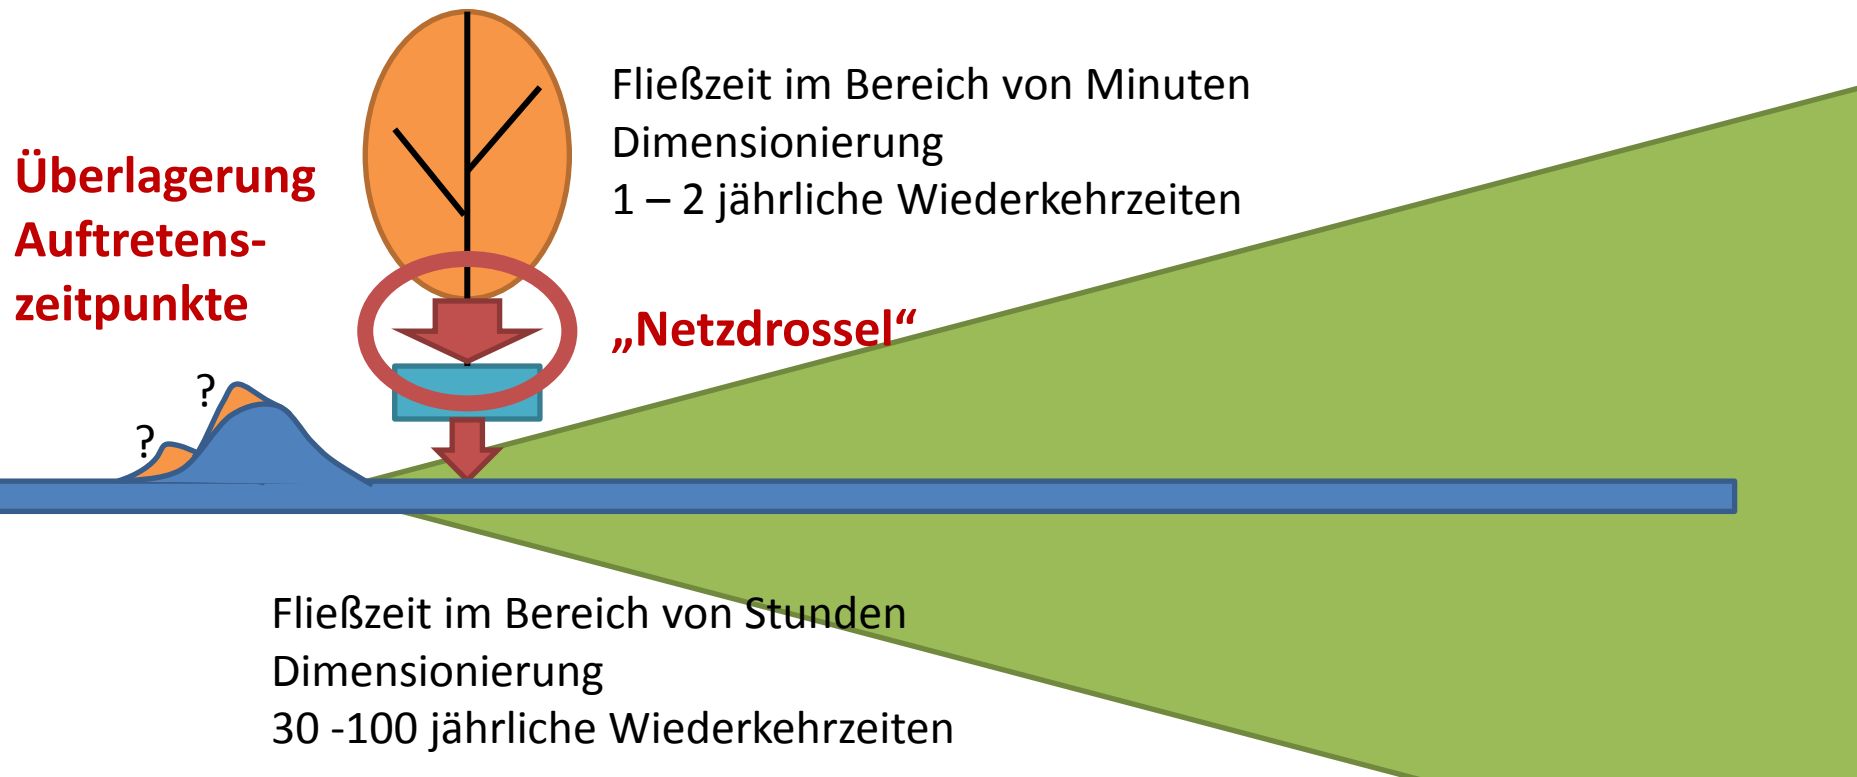 Fließzeit im Bereich von Minuten
Dimensionierung
1 – 2 jährliche Wiederkehrzeiten
Überlagerung
Auftretens-
zeitpunkte
„Netzdrossel“
?
?
Fließzeit im Bereich von Stunden
Dimensionierung
30 -100 jährliche Wiederkehrzeiten